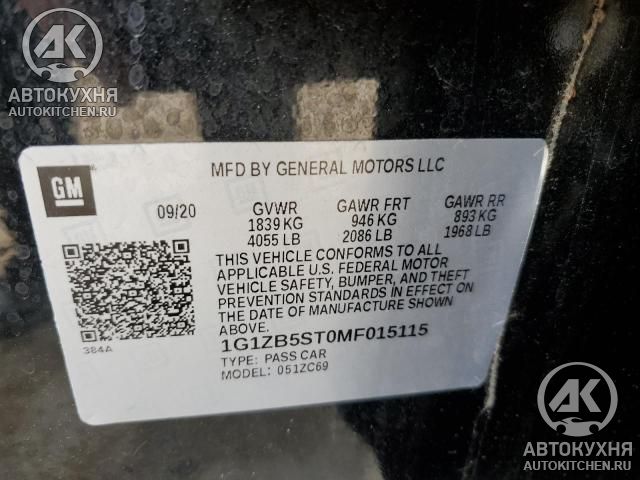 АК
АВТОКУХНЯ
AUTOKITCHEN.RU
GM
MFD BY GENERAL MOTORS LLC
09/20 GVWR GAWR FRT GAWR RR
1839 KG 946 KG 893 KG
4055 LB 2086 LB 1968 LB
THIS VEHICLE CONFORMS TO ALL
APPLICABLE U.S. FEDERAL MOTOR
VEHICLE SAFETY, BUMPER, AND THEFT
PREVENTION STANDARDS IN EFFECT ON
THE DATE OF MANUFACTURE SHOWN
ABOVE.
384A
1G1ZB5ST0MF015115
TYPE: PASS CAR
MODEL: 051ZC69
АК
АВТОКУХНЯ
AUTOKITCHEN.RU